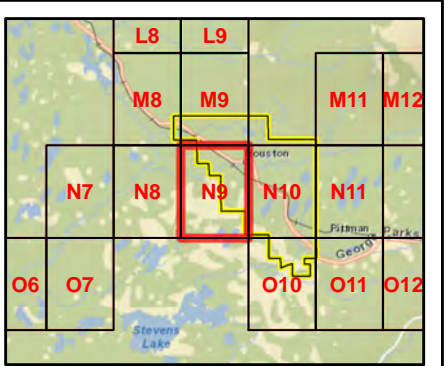 L8 L9
M8 M9 M11 M12
ouston
N7 N8 N9 N10 N11
Pittman
George Parks
O6 O7 O10 O11 O12
Stevens
Lake